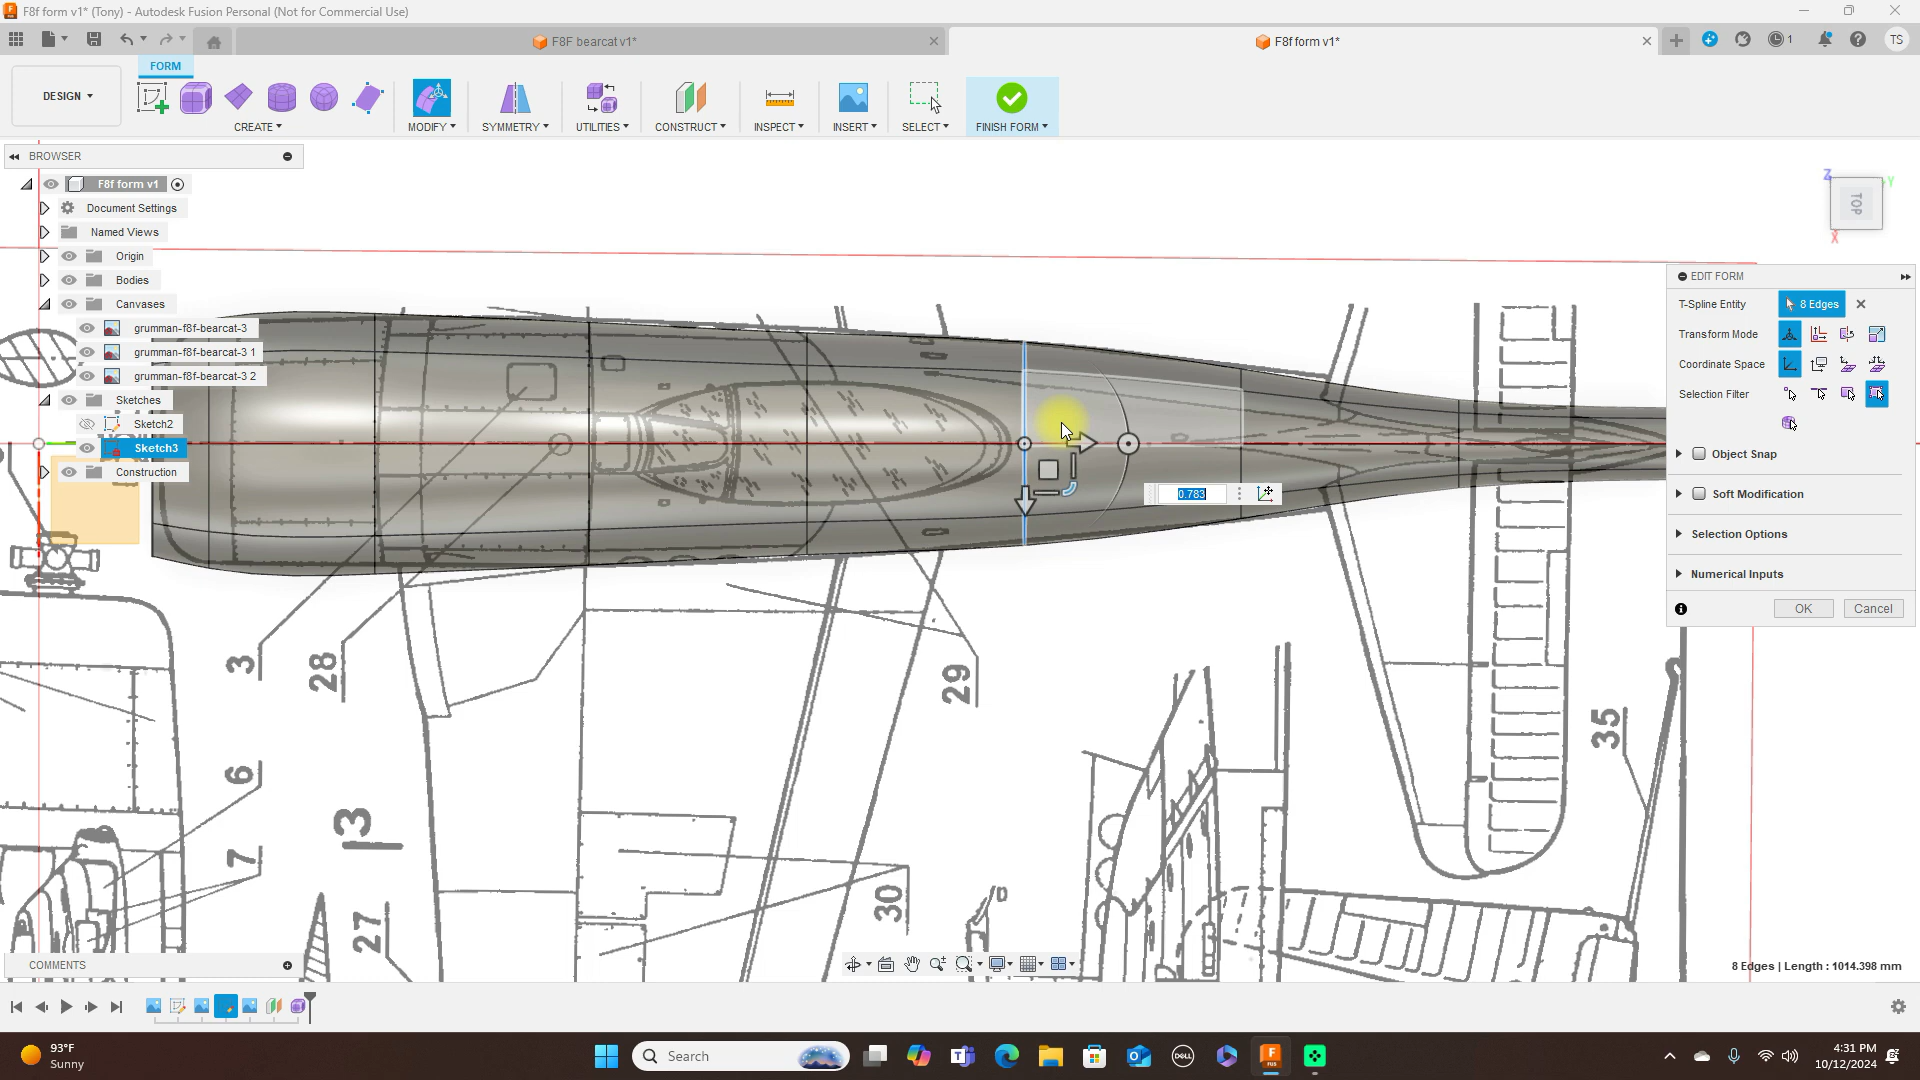 F8f form v1* (Tony) - Autodesk Fusion Personal (Not for Commercial Use)
F8F bearcat v1*
F8f form v1*
1
TS
FORM
DESIGN
CREATE
MODIFY
SYMMETRY
UTILITIES
CONSTRUCT
INSPECT
INSERT
SELECT
FINISH FORM
BROWSER
F8f form v1
Document Settings
Named Views
Origin
Bodies
Canvases
grumman-f8f-bearcat-3
grumman-f8f-bearcat-3 1
grumman-f8f-bearcat-3 2
Sketches
Sketch2
Sketch3
Construction
Z
Y
TOP
X
EDIT FORM
T-Spline Entity
8 Edges
Transform Mode
Coordinate Space
Selection Filter
Object Snap
Soft Modification
Selection Options
Numerical Inputs
OK
Cancel
0.783
3
28
29
35
6
7
13
27
30
COMMENTS
8 Edges | Length : 1014.398 mm
93°F
Sunny
Search
DELL
FUS
4:31 PM
10/12/2024